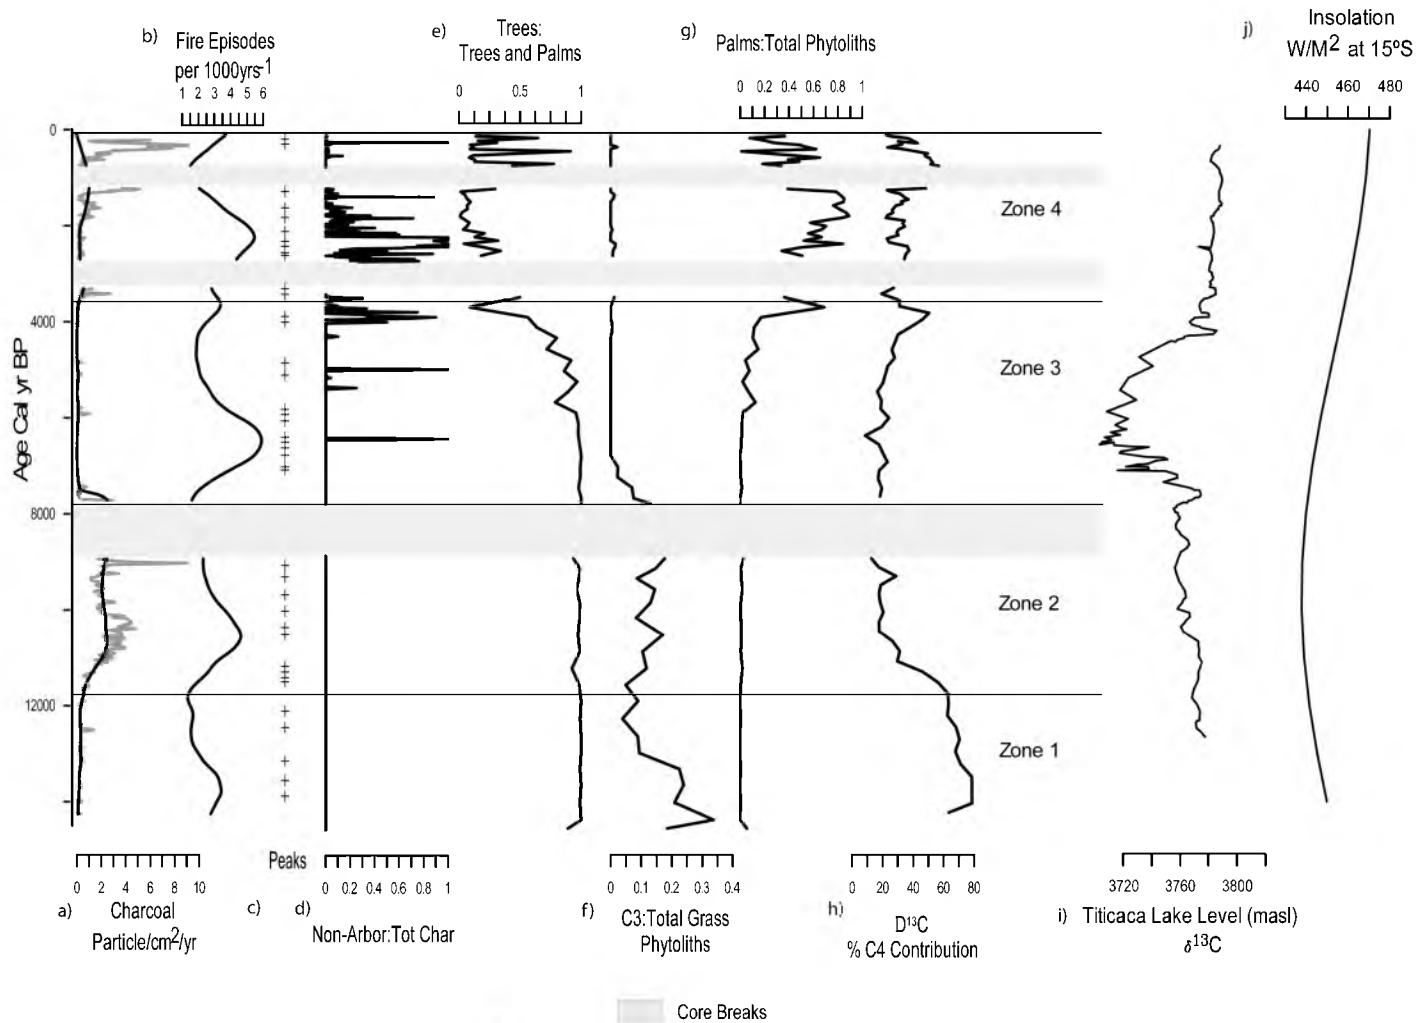 b)
Fire Episodes
per 1000yrs-1
1 2 3 4 5 6
e)
Trees:
Trees and Palms
0 0.5 1
g)
Palms:Total Phytoliths
0 0.2 0.4 0.6 0.8 1
j)
Insolation
W/M2 at 15ºS
440 460 480
Age Cal yr BP
0
4000
8000
12000
Zone 4
Zone 3
Zone 2
Zone 1
0 2 4 6 8 10
a)
Charcoal
Particle/cm2/yr
Peaks
c)
0 0.2 0.4 0.6 0.8 1
d)
Non-Arbor:Tot Char
0 0.1 0.2 0.3 0.4
f)
C3:Total Grass
Phytoliths
0 20 40 60 80
h)
D13C
% C4 Contribution
3720 3760 3800
i)
Titicaca Lake Level (masl)
δ13C
Core Breaks